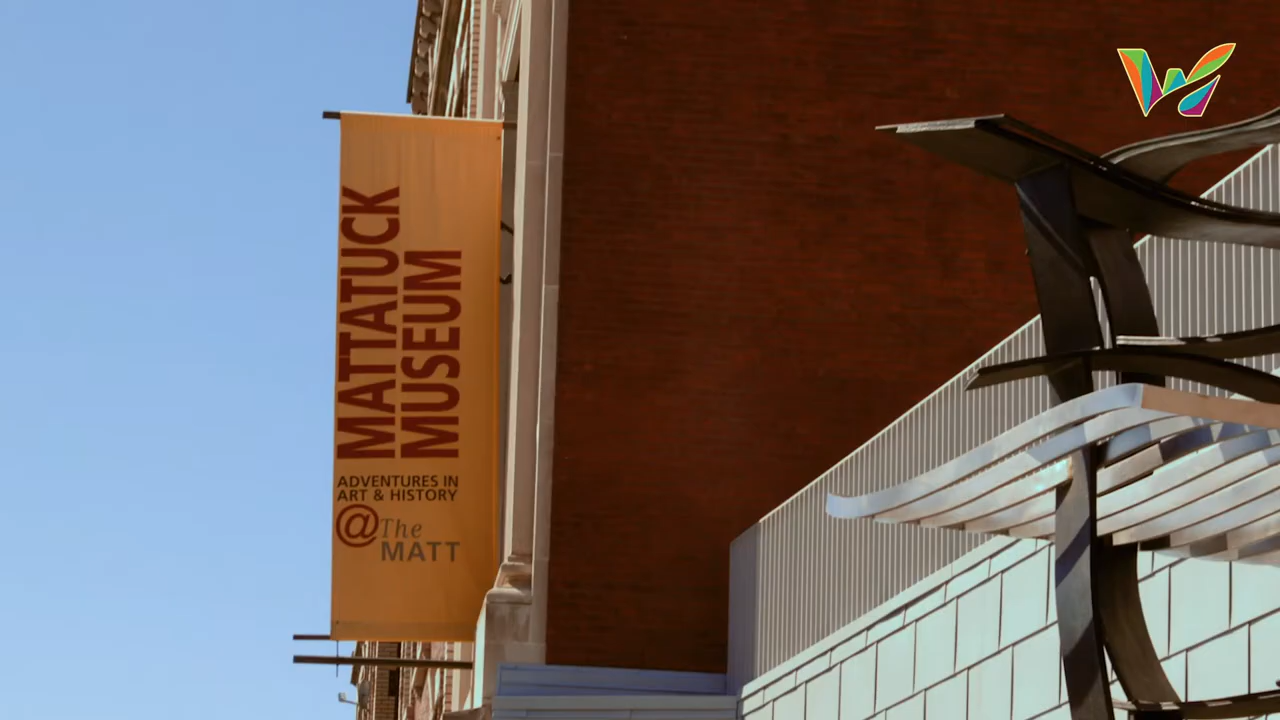 MATTATUCK
MUSEUM
ADVENTURES IN
ART & HISTORY
@The
MATT